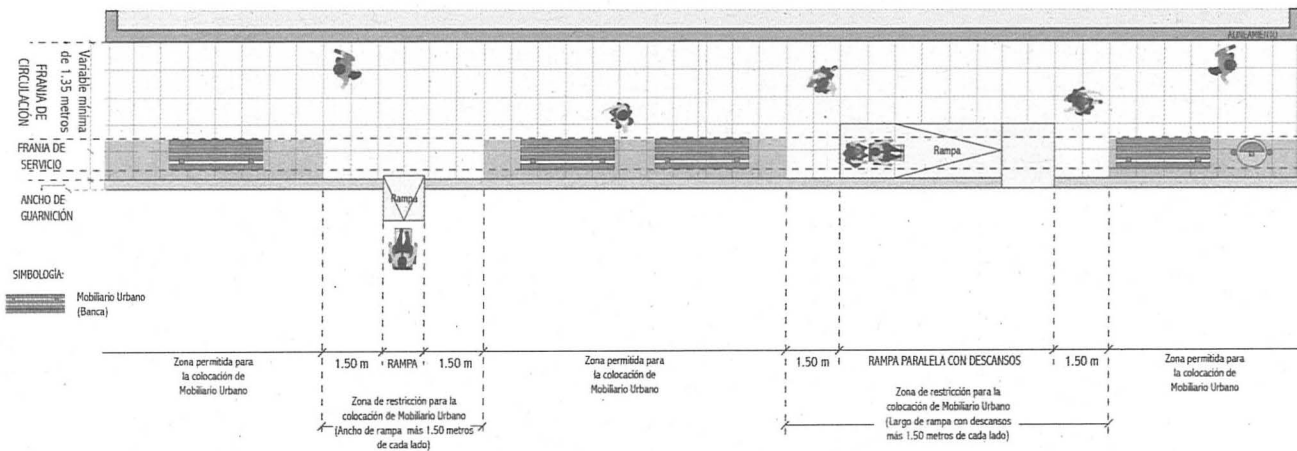 ALINEAMIENTO
Variable mínima
de 1.35 metros
FRANJA DE
CIRCULACIÓN
FRANJA DE
SERVICIO
Rampa
ANCHO DE
GUARNICIÓN
Rampa
SIMBOLOGÍA:
Mobiliario Urbano
(Banca)
Zona permitida para
la colocación de
Mobiliario Urbano
1.50 m
RAMPA
1.50 m
Zona permitida para
la colocación de
Mobiliario Urbano
1.50 m
RAMPA PARALELA CON DESCANSOS
1.50 m
Zona permitida para
la colocación de
Mobiliario Urbano
Zona de restricción para la
colocación de Mobiliario Urbano
(Ancho de rampa más 1.50 metros
de cada lado)
Zona de restricción para la
colocación de Mobiliario Urbano
(Largo de rampa con descansos
más 1.50 metros de cada lado)